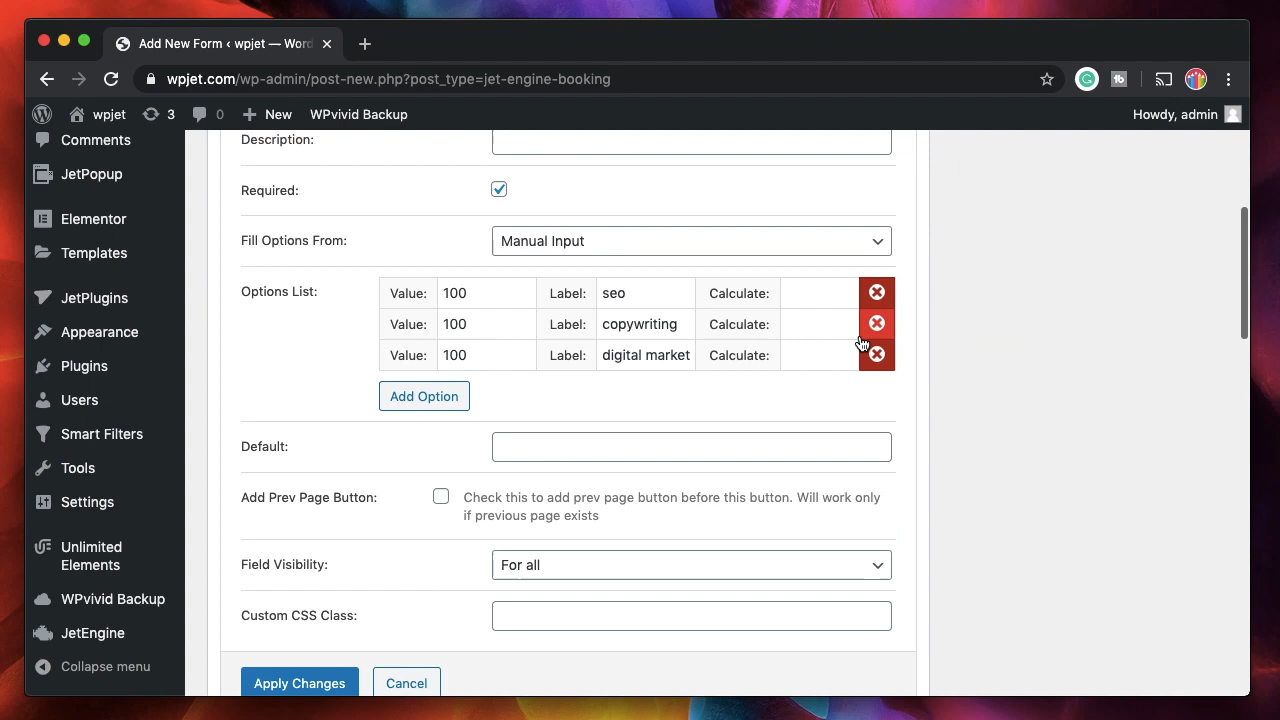 Add New Form ‹ wpjet — Word
wpjet.com/wp-admin/post-new.php?post_type=jet-engine-booking
wpjet 3 0 New WPvivid Backup Howdy, admin
Comments
JetPopup
Elementor
Templates
JetPlugins
Appearance
Plugins
Users
Smart Filters
Tools
Settings
Unlimited
Elements
WPvivid Backup
JetEngine
Collapse menu
Description:
Required:
Fill Options From: Manual Input
Options List: Value: 100 Label: seo Calculate:
Value: 100 Label: copywriting Calculate:
Value: 100 Label: digital market Calculate:
Add Option
Default:
Add Prev Page Button: Check this to add prev page button before this button. Will work only
if previous page exists
Field Visibility: For all
Custom CSS Class:
Apply Changes Cancel